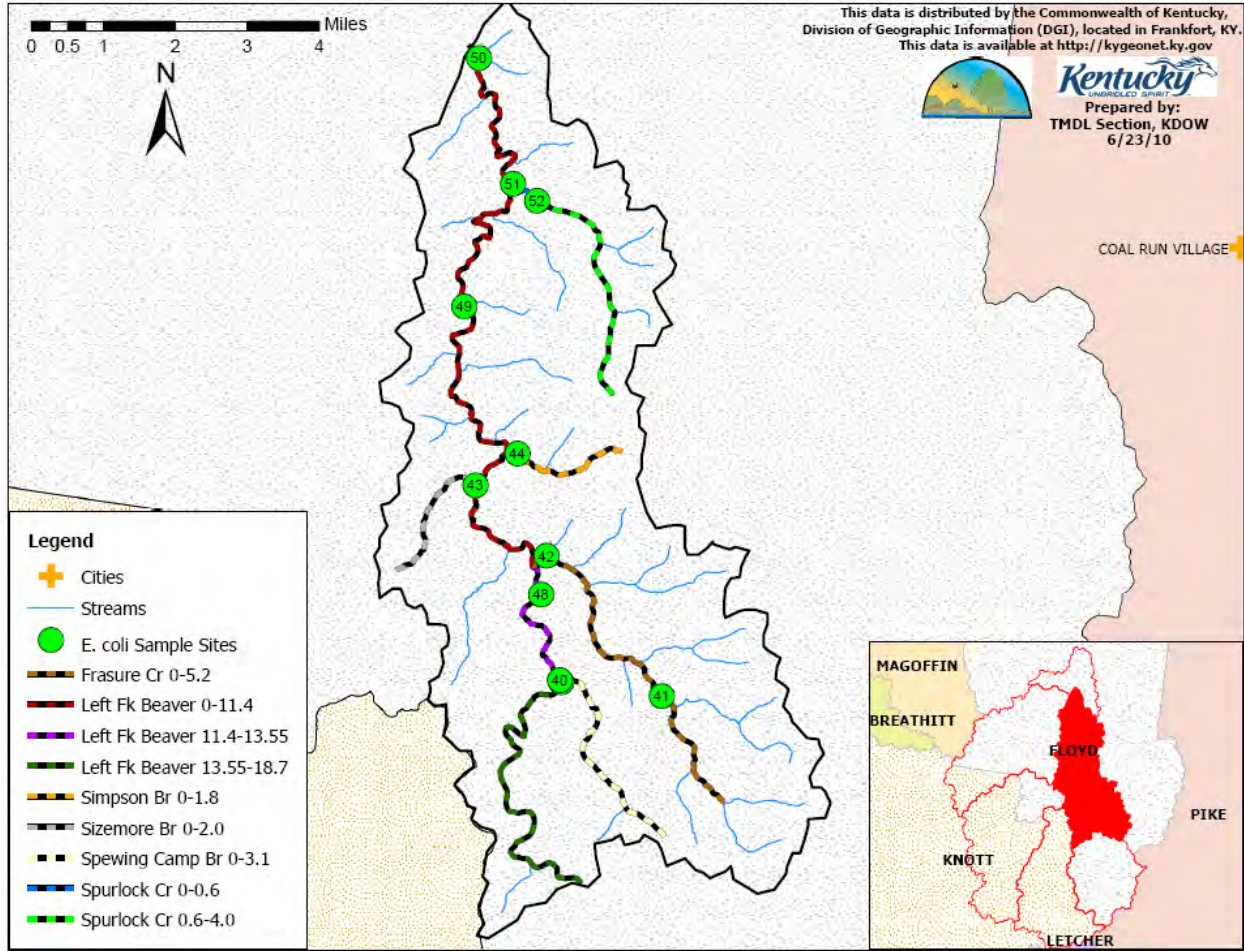 Miles
0 0.5 1 2 3 4
N
This data is distributed by the Commonwealth of Kentucky,
Division of Geographic Information (DGI), located in Frankfort, KY.
This data is available at http://kygeonet.ky.gov
Kentucky
UNBRIDLED SPIRIT
Prepared by:
TMDL Section, KDOW
6/23/10
COAL RUN VILLAGE
50
51
52
49
44
43
42
48
40
41
Legend
Cities
Streams
E. coli Sample Sites
Frasure Cr 0-5.2
Left Fk Beaver 0-11.4
Left Fk Beaver 11.4-13.55
Left Fk Beaver 13.55-18.7
Simpson Br 0-1.8
Sizemore Br 0-2.0
Spewing Camp Br 0-3.1
Spurlock Cr 0-0.6
Spurlock Cr 0.6-4.0
MAGOFFIN
BREATHITT
FLOYD
PIKE
KNOTT
LETCHER